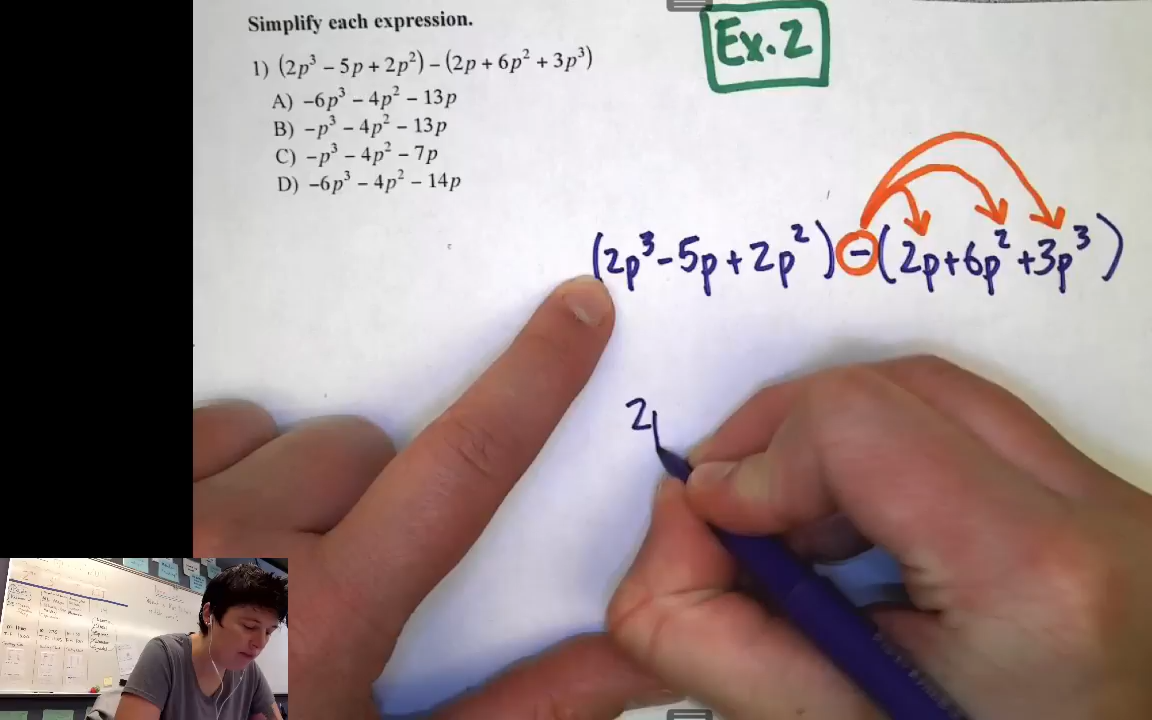 Simplify each expression.
Ex. 2
1) (2p³ – 5p + 2p²) – (2p + 6p² + 3p³)
A) –6p³ – 4p² – 13p
B) –p³ – 4p² – 13p
C) –p³ – 4p² – 7p
D) –6p³ – 4p² – 14p
(2p³ - 5p + 2p²) - (2p + 6p² + 3p³)
2